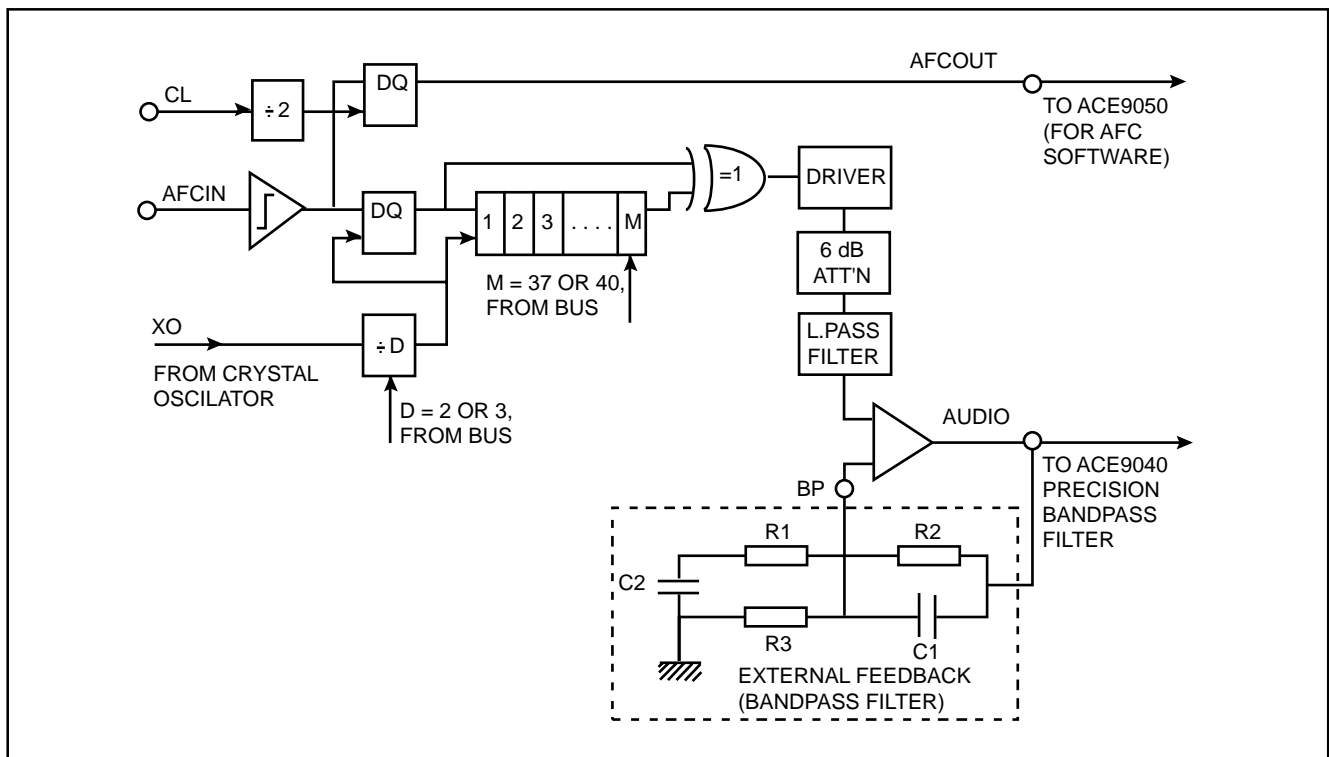 AFCOUT
CL
÷2
DQ
TO ACE9050
(FOR AFC
SOFTWARE)
AFCIN
DQ
1 2 3 . . . . M
=1
DRIVER
6 dB
ATT'N
M = 37 OR 40,
FROM BUS
L.PASS
FILTER
XO
÷D
FROM CRYSTAL
OSCILATOR
D = 2 OR 3,
FROM BUS
AUDIO
TO ACE9040
PRECISION
BANDPASS
FILTER
BP
R1
R2
C2
R3
C1
EXTERNAL FEEDBACK
(BANDPASS FILTER)